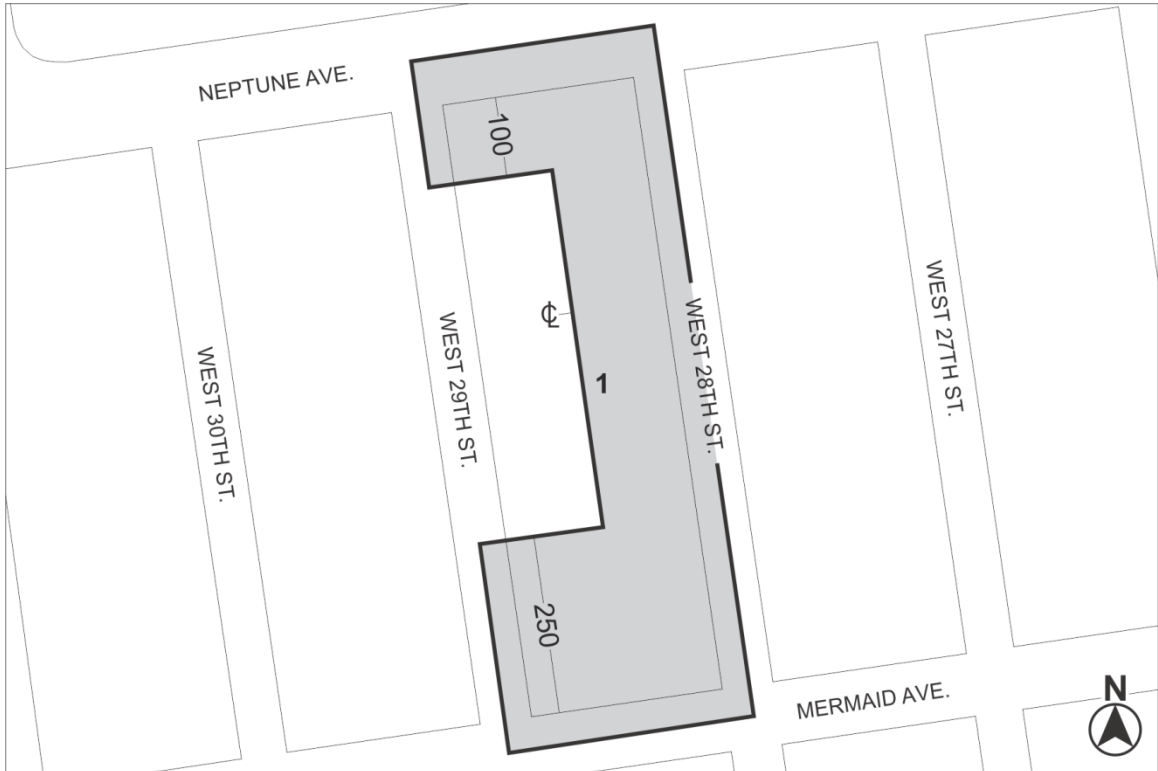 NEPTUNE AVE.
100
WEST 30TH ST.
WEST 29TH ST.
℄
1
WEST 28TH ST.
WEST 27TH ST.
250
MERMAID AVE.
N